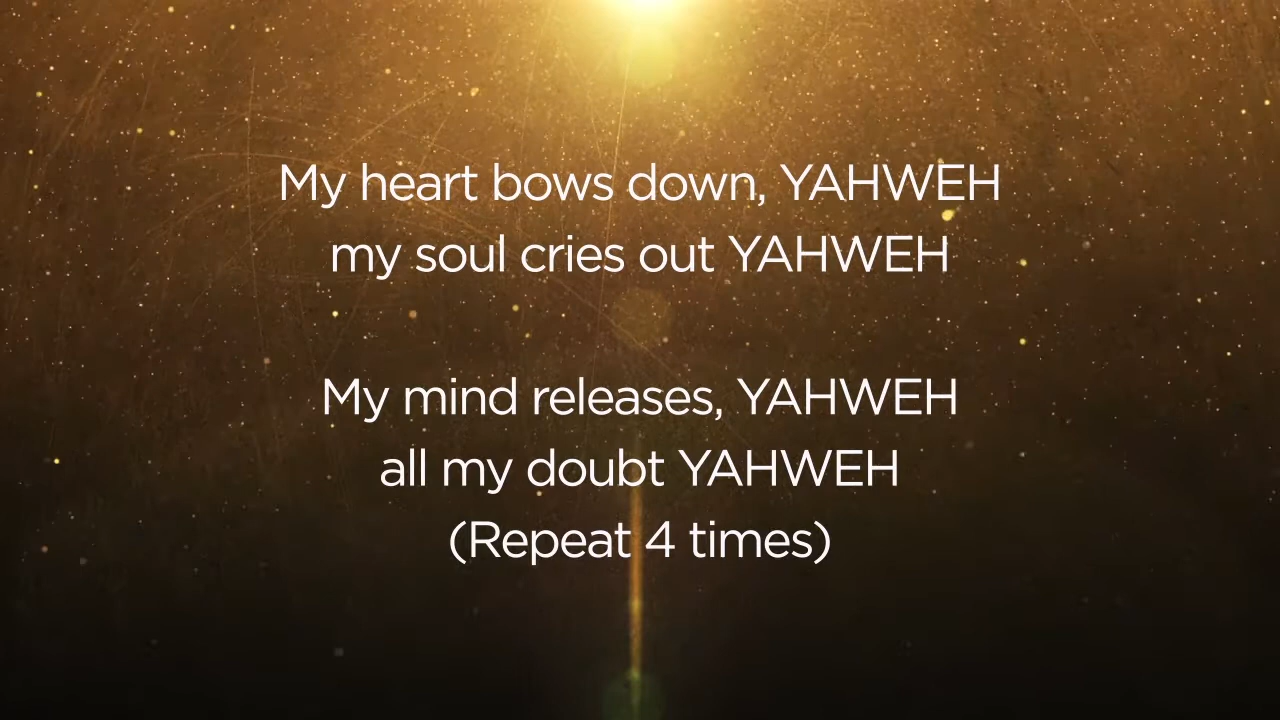 My heart bows down, YAHWEH
my soul cries out YAHWEH
My mind releases, YAHWEH
all my doubt YAHWEH
(Repeat 4 times)